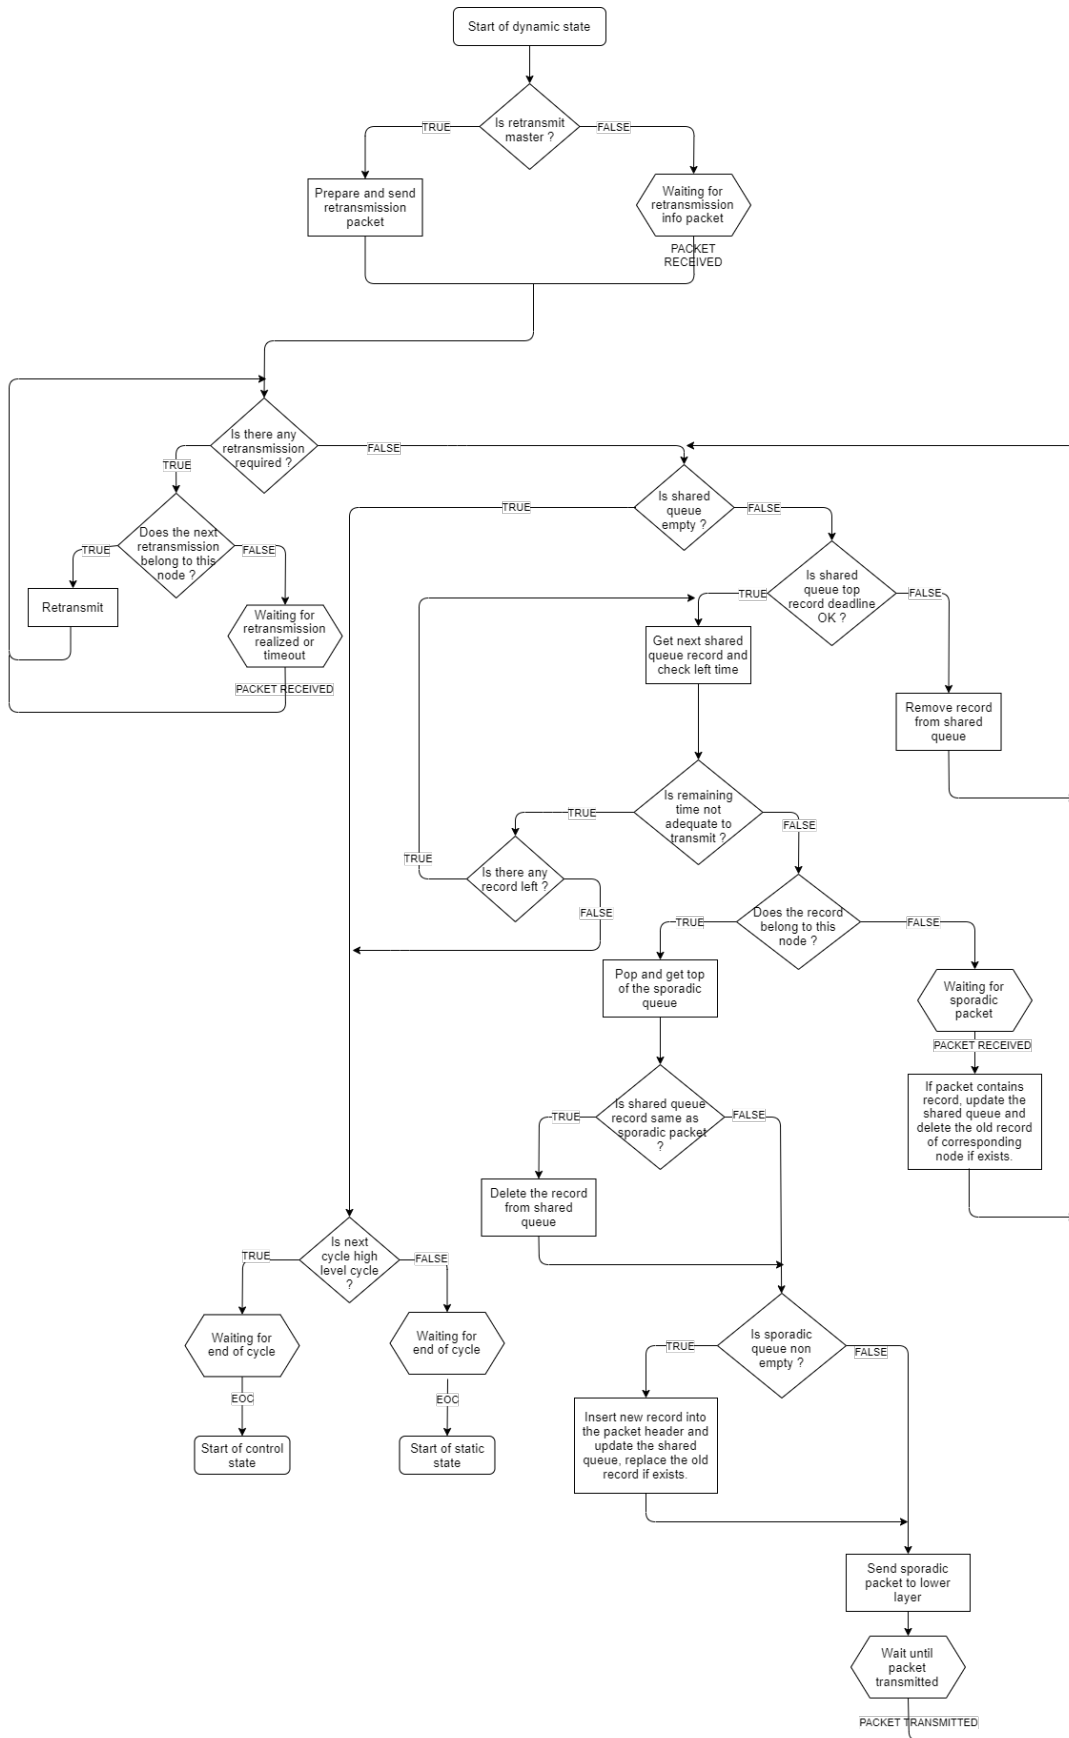 Start of dynamic state
Is retransmit
master ?
TRUE
FALSE
Prepare and send
retransmission
packet
Waiting for
retransmission
info packet
PACKET
RECEIVED
Is there any
retransmission
required ?
TRUE
FALSE
Does the next
retransmission
belong to this
node ?
TRUE
FALSE
Retransmit
Waiting for
retransmission
realized or
timeout
PACKET RECEIVED
Is shared
queue
empty ?
TRUE
FALSE
Is shared
queue top
record deadline
OK ?
TRUE
FALSE
Get next shared
queue record and
check left time
Remove record
from shared
queue
Is remaining
time not
adequate to
transmit ?
TRUE
FALSE
Is there any
record left ?
TRUE
FALSE
Does the record
belong to this
node ?
TRUE
FALSE
Pop and get top
of the sporadic
queue
Waiting for
sporadic
packet
PACKET RECEIVED
If packet contains
record, update the
shared queue and
delete the old record
of corresponding
node if exists.
Is shared queue
record same as
sporadic packet
?
TRUE
FALSE
Delete the record
from shared
queue
Is next
cycle high
level cycle
?
TRUE
FALSE
Waiting for
end of cycle
Waiting for
end of cycle
EOC
EOC
Start of control
state
Start of static
state
Is sporadic
queue non
empty ?
TRUE
FALSE
Insert new record into
the packet header and
update the shared
queue, replace the old
record if exists.
Send sporadic
packet to lower
layer
Wait until
packet
transmitted
PACKET TRANSMITTED